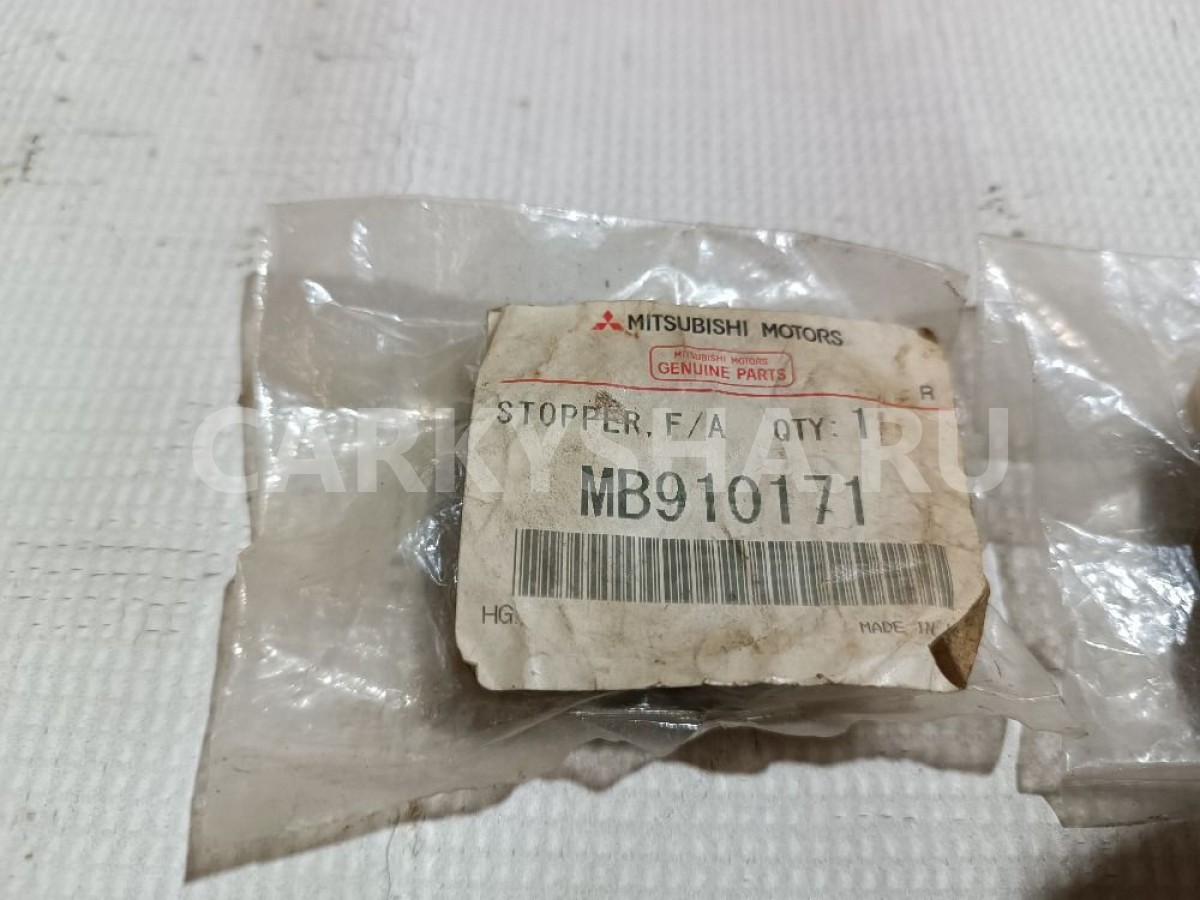 MITSUBISHI MOTORS
MITSUBISHI MOTORS
GENUINE PARTS
R
STOPPER, F/A QTY: 1
CARKYSHA.RU
MB910171
HG.
MADE IN